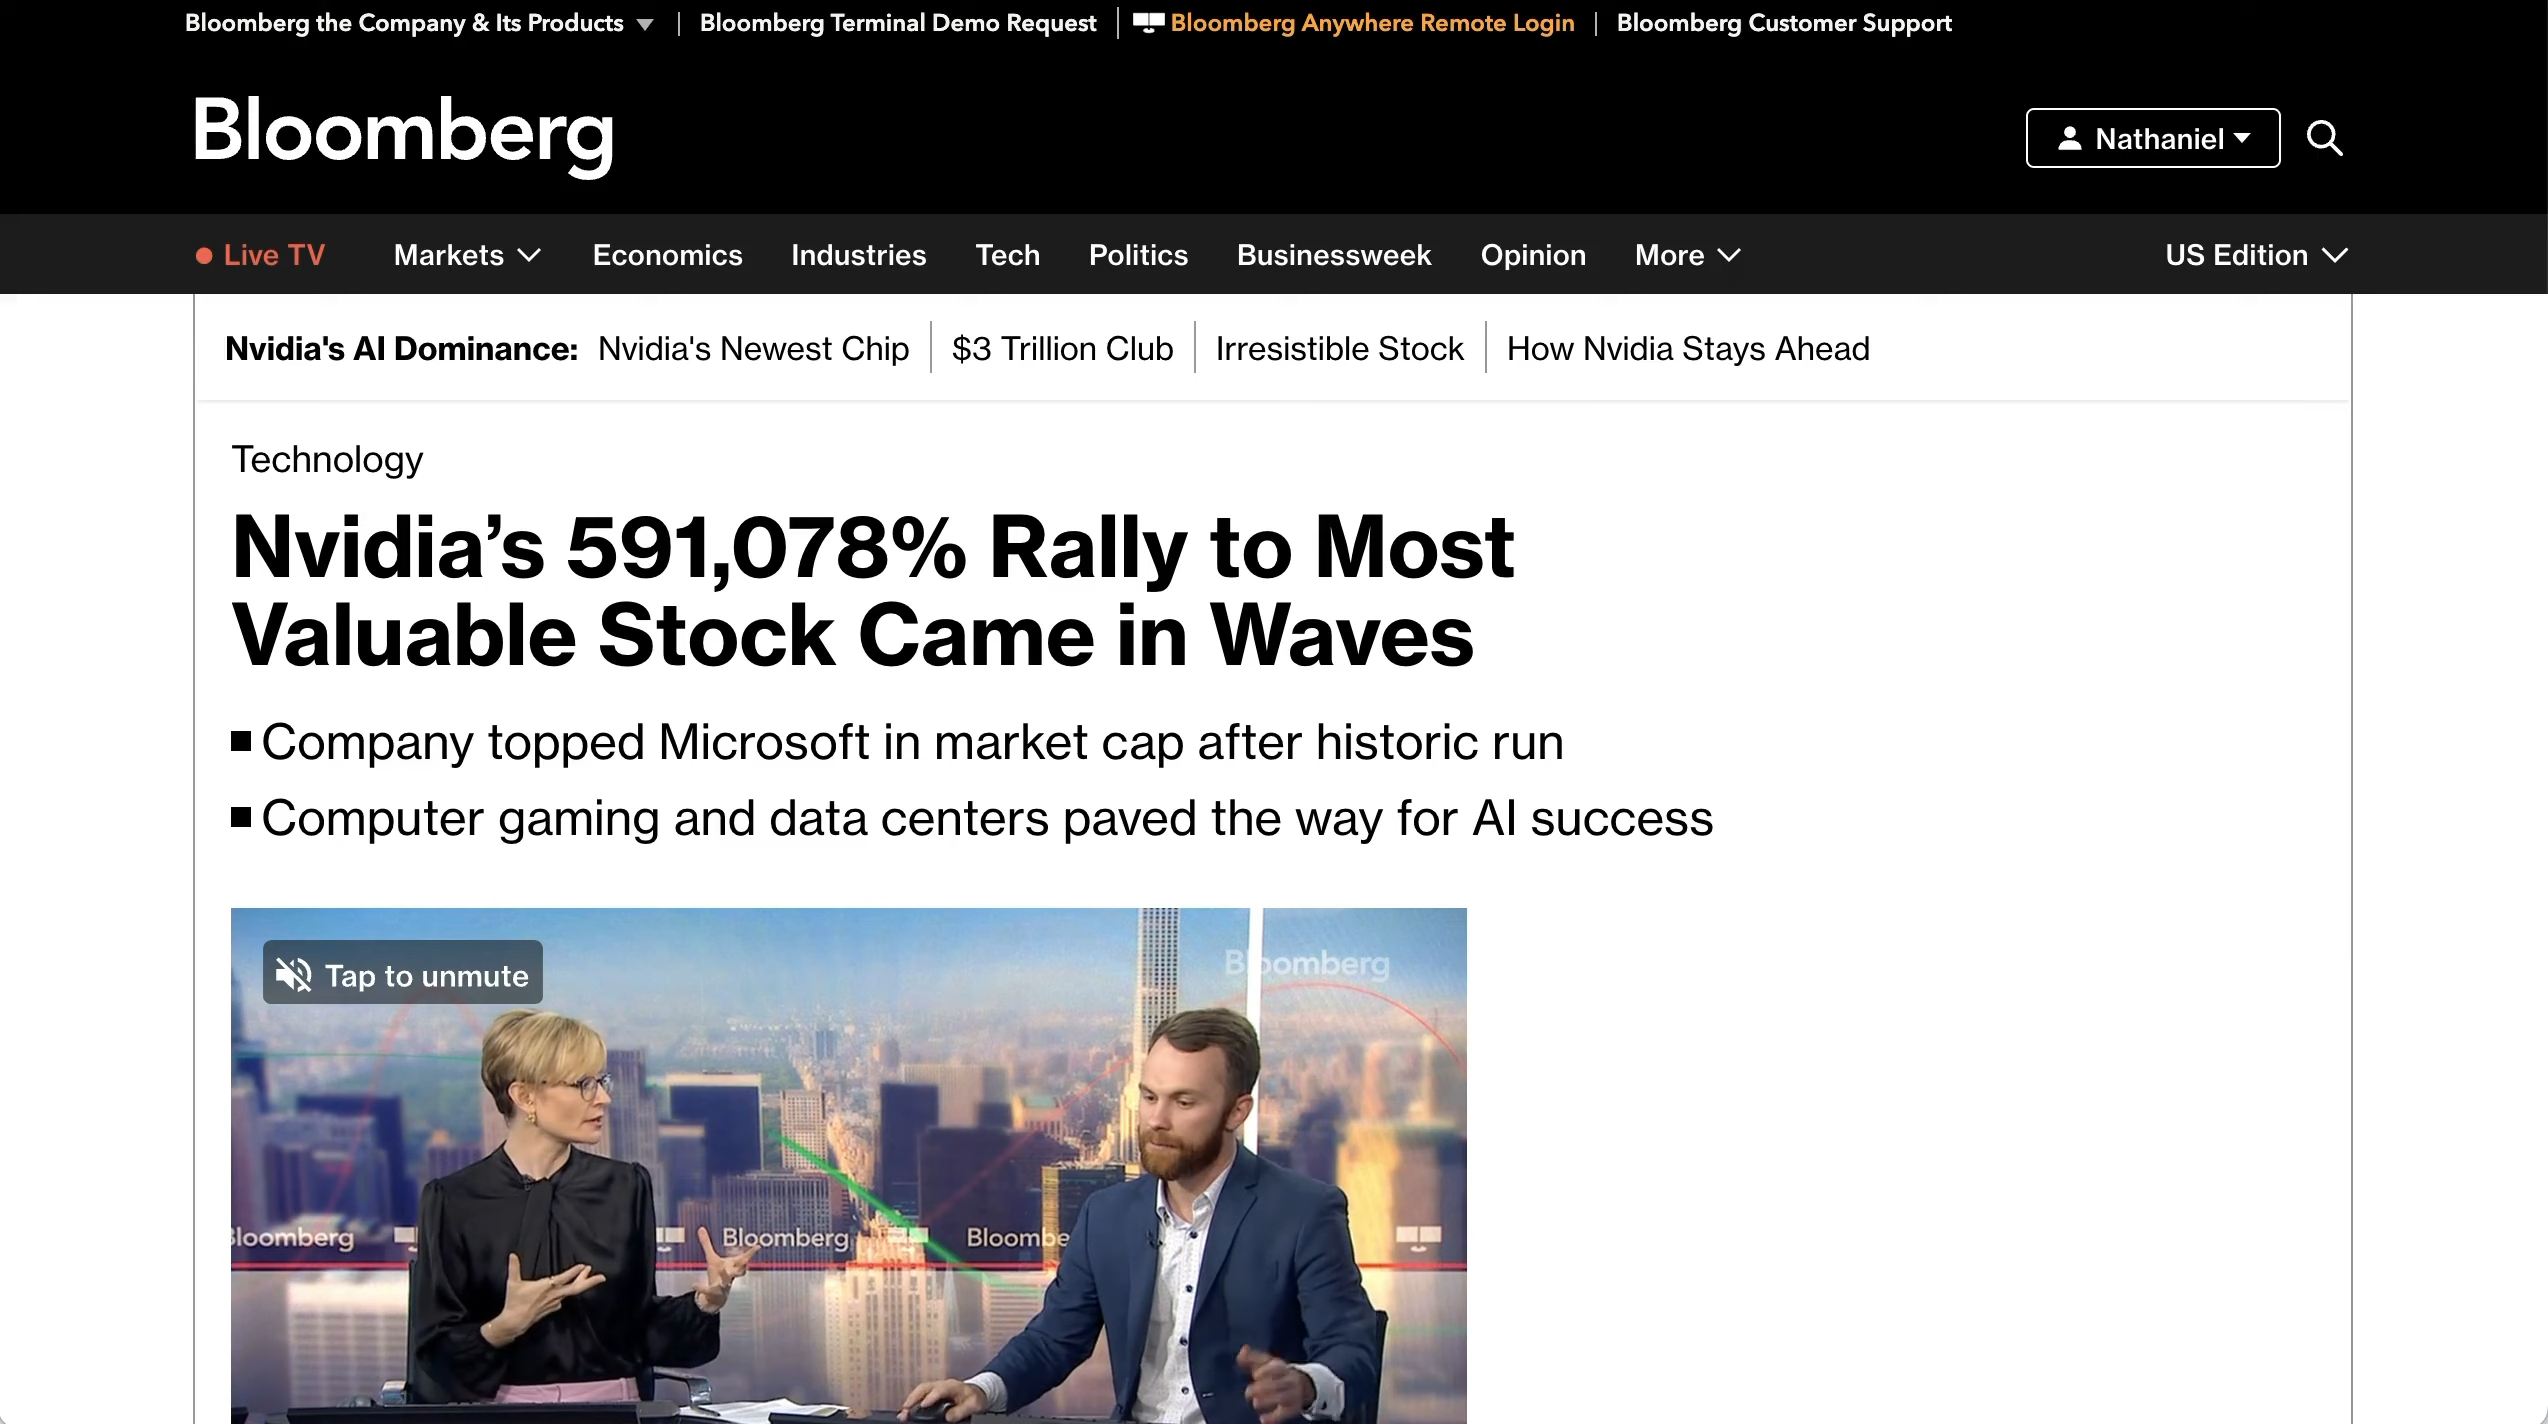 Bloomberg the Company & Its Products
Bloomberg Terminal Demo Request
Bloomberg Anywhere Remote Login
Bloomberg Customer Support
Bloomberg
Nathaniel
Live TV
Markets
Economics
Industries
Tech
Politics
Businessweek
Opinion
More
US Edition
Nvidia's AI Dominance:
Nvidia's Newest Chip
$3 Trillion Club
Irresistible Stock
How Nvidia Stays Ahead
Technology
Nvidia’s 591,078% Rally to Most
Valuable Stock Came in Waves
Company topped Microsoft in market cap after historic run
Computer gaming and data centers paved the way for AI success
Tap to unmute
Bloomberg
Bloomberg
Bloomberg
Bloombe